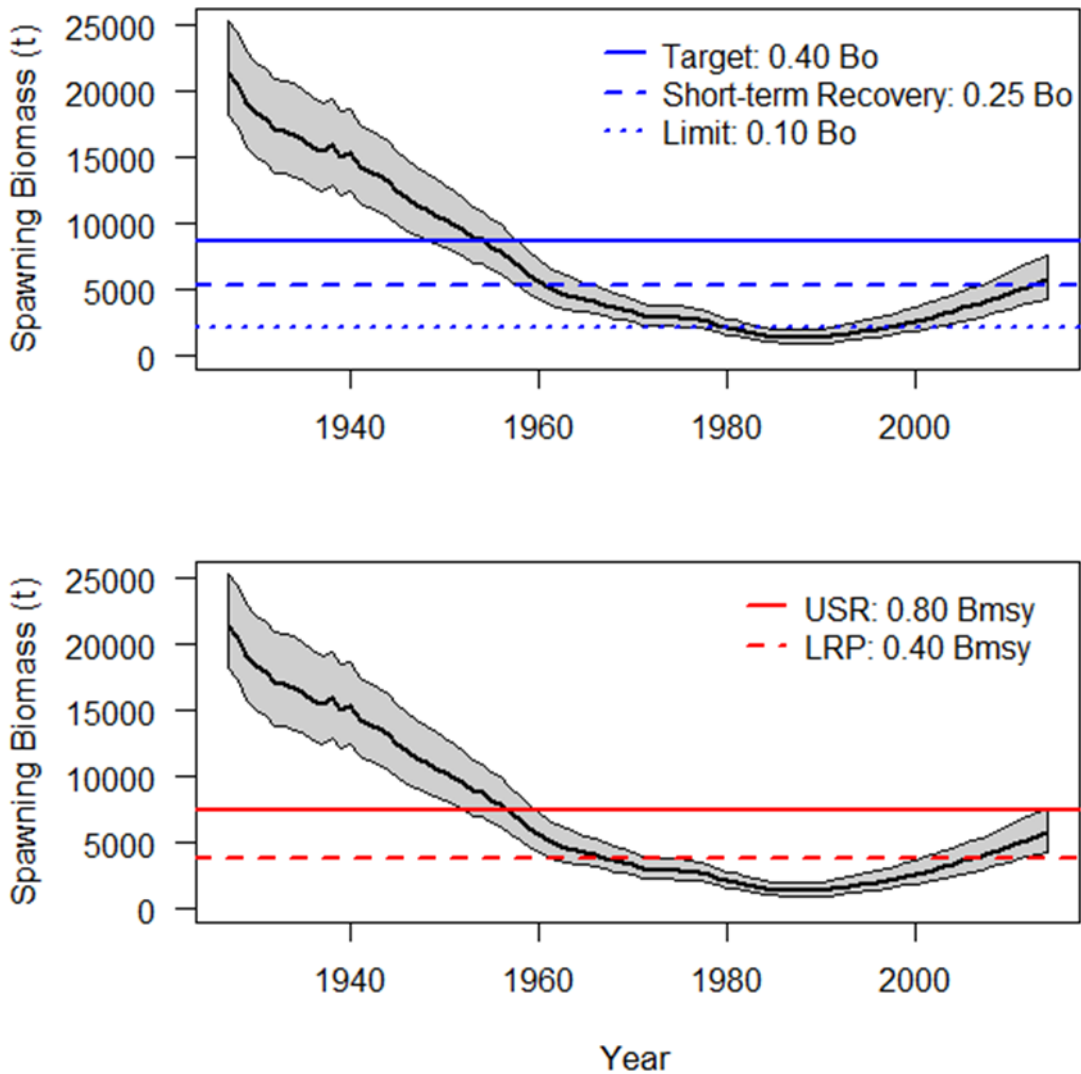 Spawning Biomass (t)
25000
20000
15000
10000
5000
0
Target: 0.40 Bo
Short-term Recovery: 0.25 Bo
Limit: 0.10 Bo
1940 1960 1980 2000
Spawning Biomass (t)
25000
20000
15000
10000
5000
0
USR: 0.80 Bmsy
LRP: 0.40 Bmsy
1940 1960 1980 2000
Year